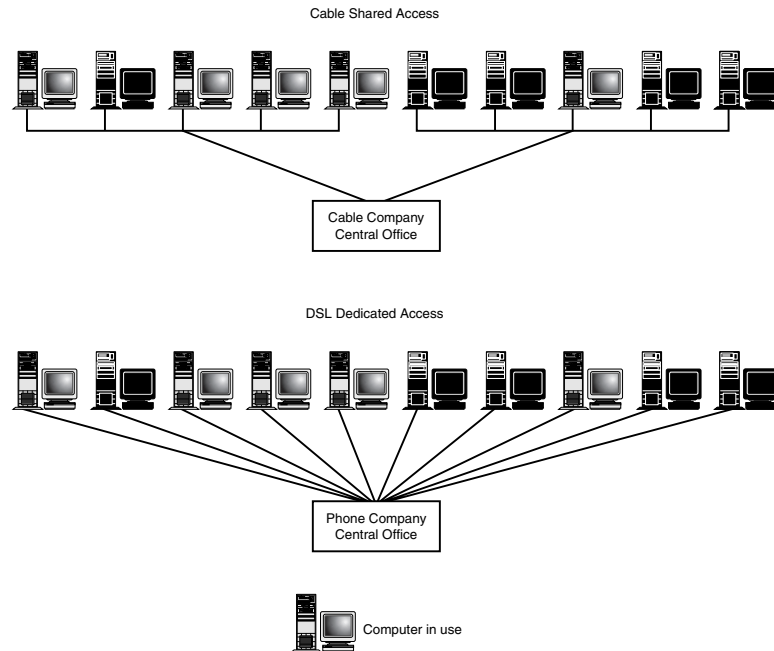 Cable Shared Access
Cable Company
Central Office
DSL Dedicated Access
Phone Company
Central Office
Computer in use